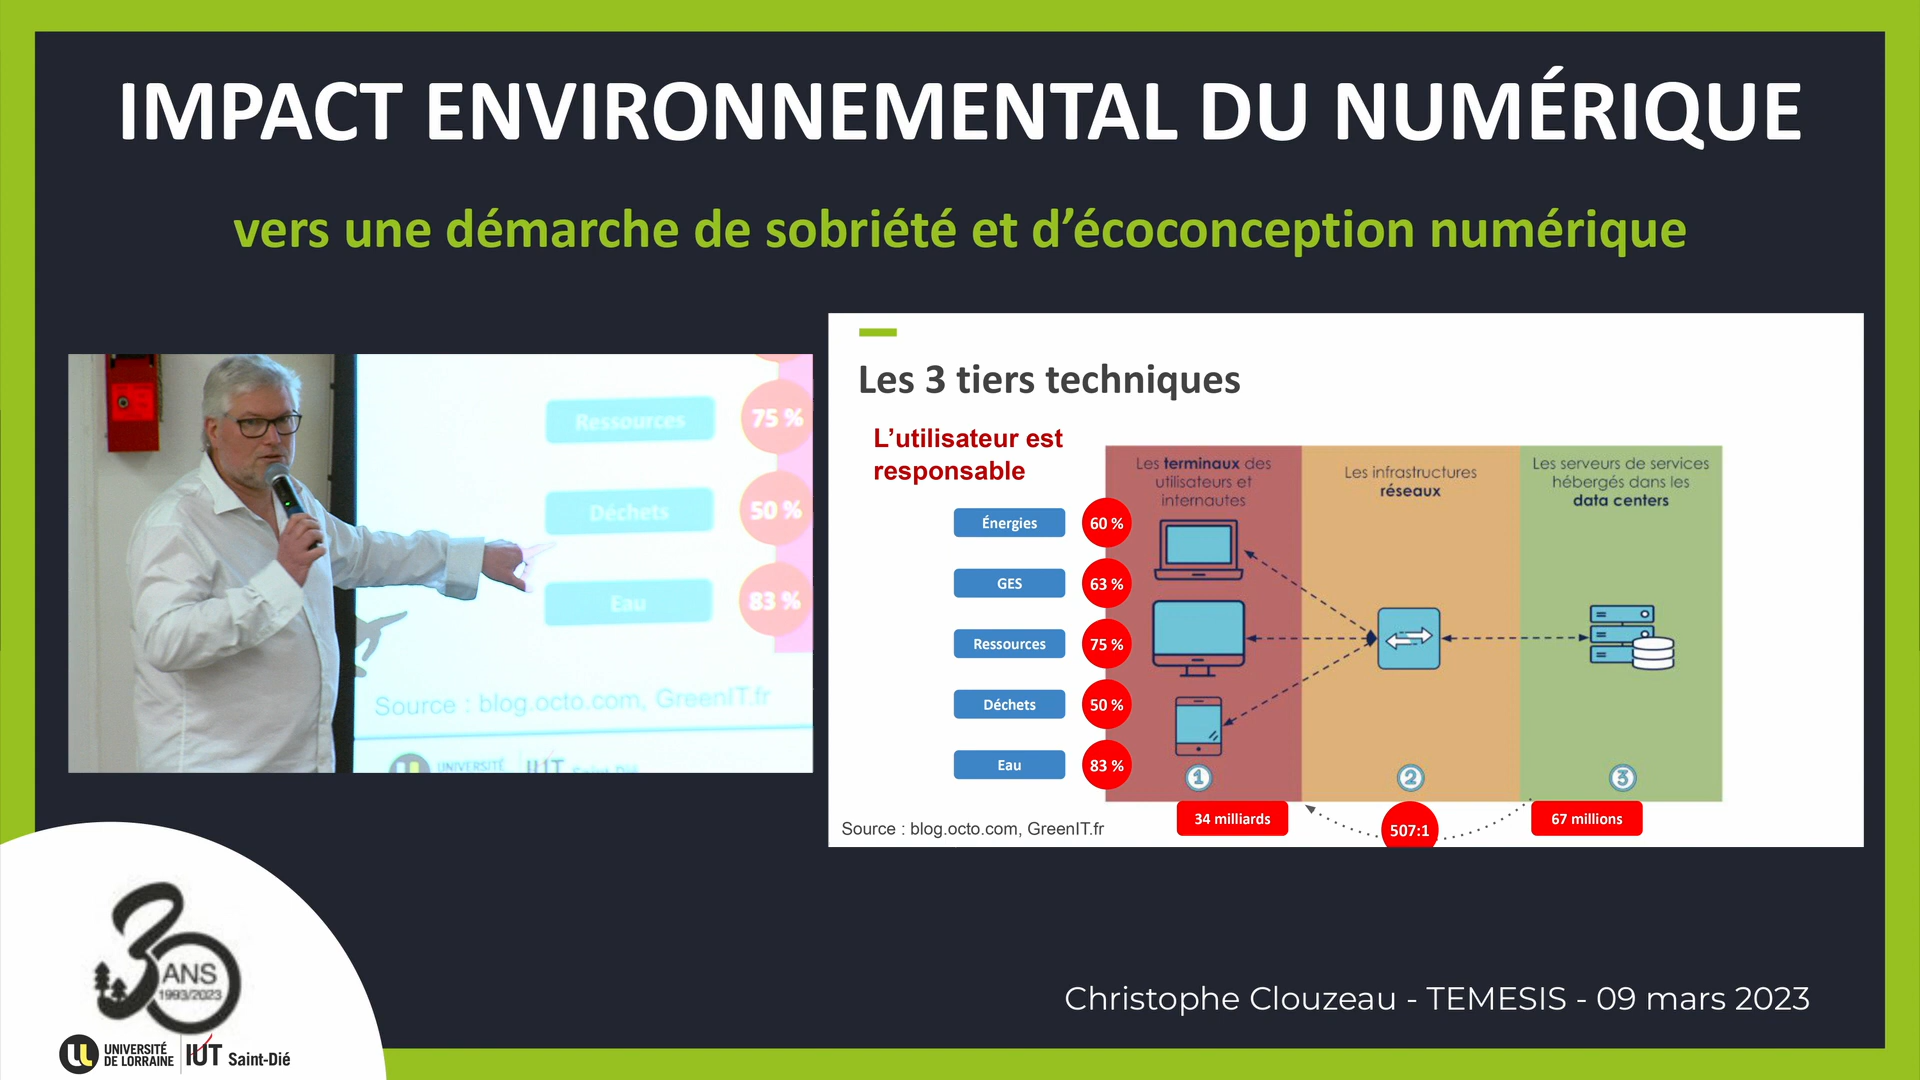 IMPACT ENVIRONNEMENTAL DU NUMÉRIQUE
vers une démarche de sobriété et d’écoconception numérique
Ressources
75 %
Déchets
50 %
Eau
83 %
Source : blog.octo.com, GreenIT.fr
UNIVERSITÉ
IUT Saint-Dié
Les 3 tiers techniques
L’utilisateur est
responsable
Les terminaux des
utilisateurs et
internautes
Les infrastructures
réseaux
Les serveurs de services
hébergés dans les
data centers
Énergies
60 %
GES
63 %
Ressources
75 %
Déchets
50 %
Eau
83 %
1
2
3
34 milliards
507:1
67 millions
Source : blog.octo.com, GreenIT.fr
30
ANS
1993/2023
UNIVERSITÉ
DE LORRAINE
IUT Saint-Dié
Christophe Clouzeau - TEMESIS - 09 mars 2023